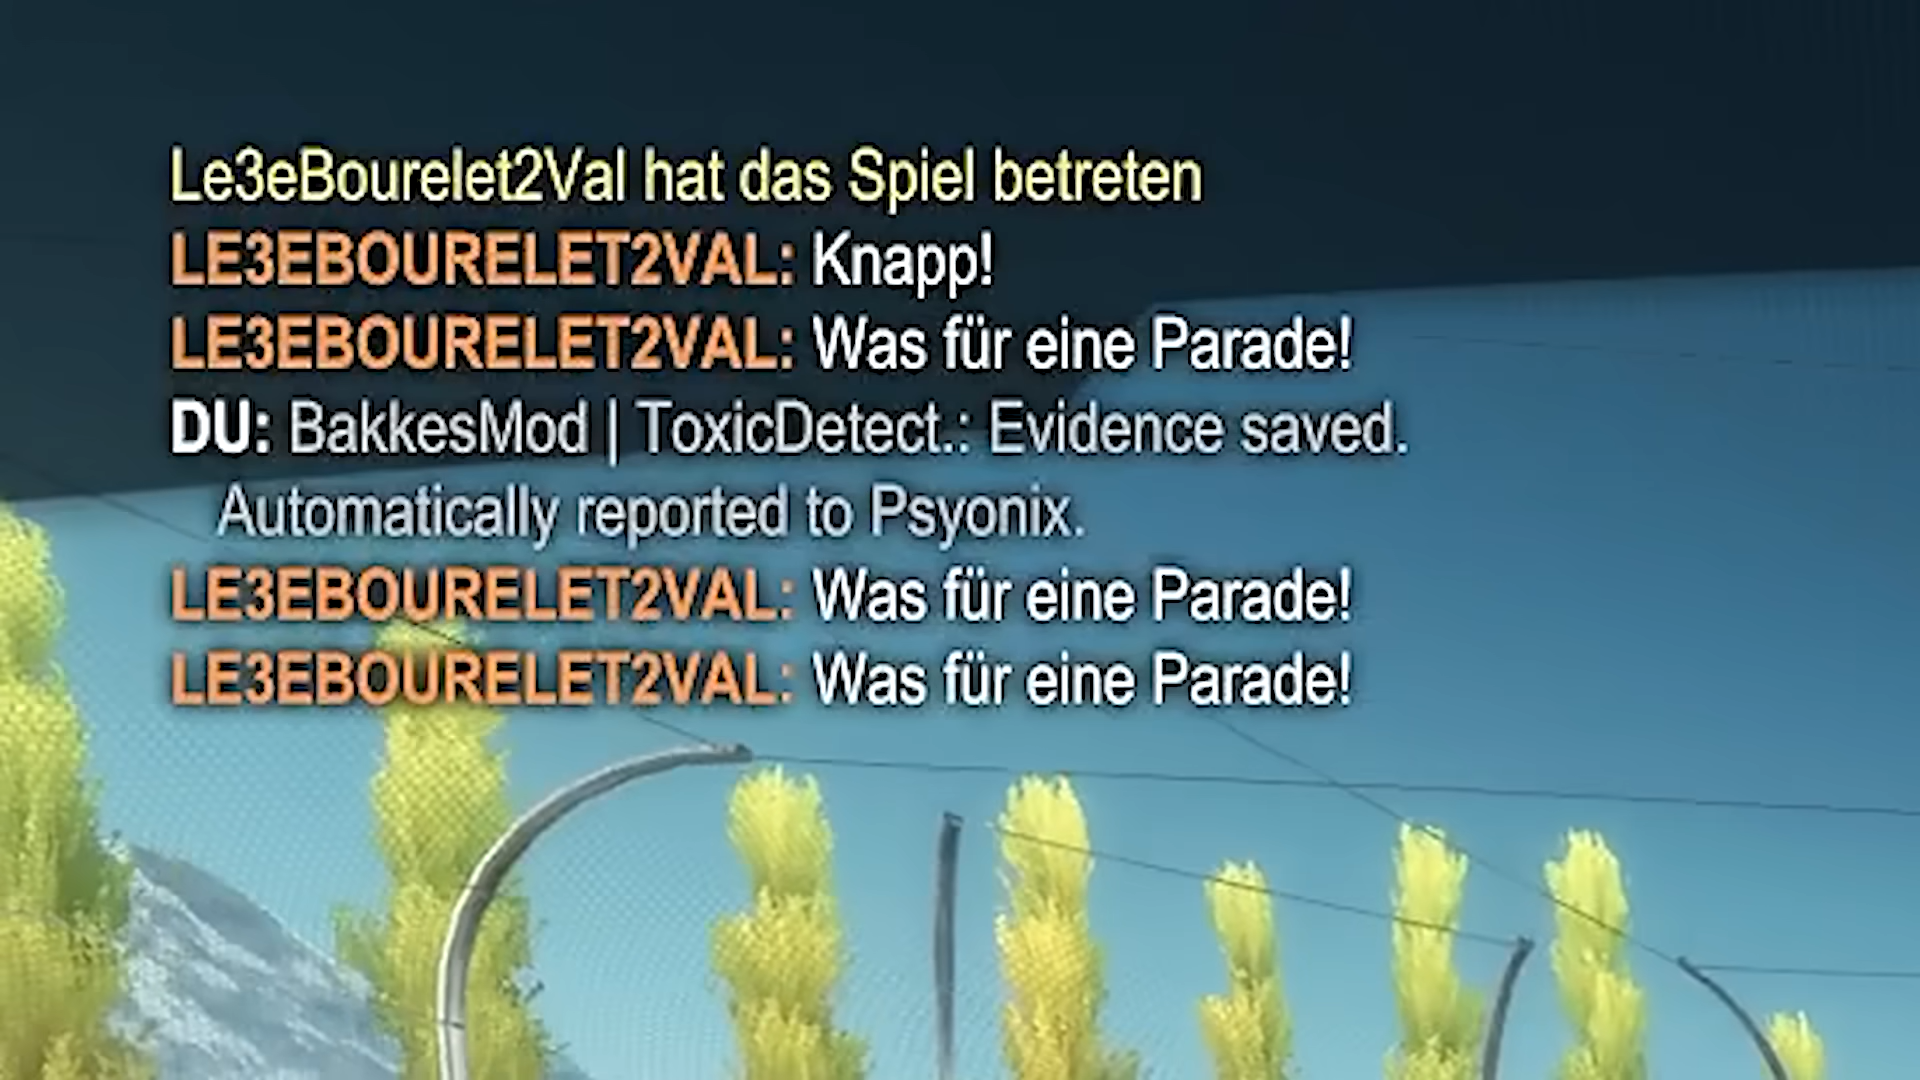 Le3eBourelet2Val hat das Spiel betreten
LE3EBOURELET2VAL: Knapp!
LE3EBOURELET2VAL: Was für eine Parade!
DU: BakkesMod | ToxicDetect.: Evidence saved.
Automatically reported to Psyonix.
LE3EBOURELET2VAL: Was für eine Parade!
LE3EBOURELET2VAL: Was für eine Parade!